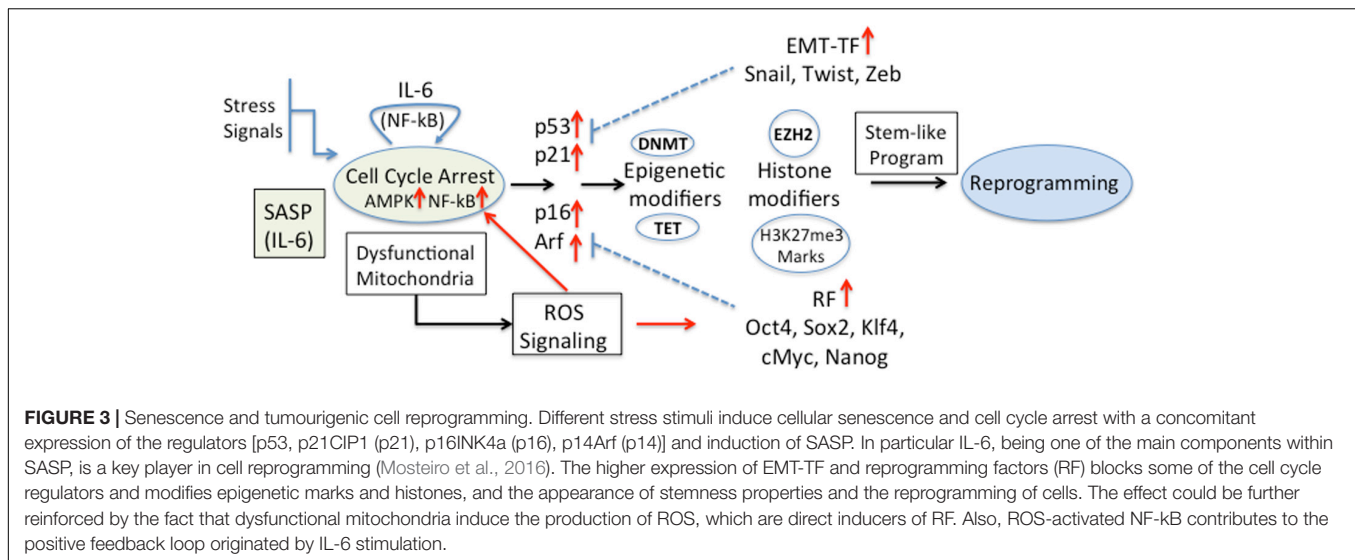 EMT-TF
Snail, Twist, Zeb
Stress
Signals
IL-6
(NF-kB)
Cell Cycle Arrest
AMPK NF-kB
SASP
(IL-6)
Dysfunctional
Mitochondria
ROS
Signaling
p53
p21
p16
Arf
DNMT
Epigenetic
modifiers
TET
EZH2
Histone
modifiers
H3K27me3
Marks
Stem-like
Program
Reprogramming
RF
Oct4, Sox2, Klf4,
cMyc, Nanog
FIGURE 3 | Senescence and tumourigenic cell reprogramming. Different stress stimuli induce cellular senescence and cell cycle arrest with a concomitant
expression of the regulators [p53, p21CIP1 (p21), p16INK4a (p16), p14Arf (p14)] and induction of SASP. In particular IL-6, being one of the main components within
SASP, is a key player in cell reprogramming (Mosteiro et al., 2016). The higher expression of EMT-TF and reprogramming factors (RF) blocks some of the cell cycle
regulators and modifies epigenetic marks and histones, and the appearance of stemness properties and the reprogramming of cells. The effect could be further
reinforced by the fact that dysfunctional mitochondria induce the production of ROS, which are direct inducers of RF. Also, ROS-activated NF-kB contributes to the
positive feedback loop originated by IL-6 stimulation.